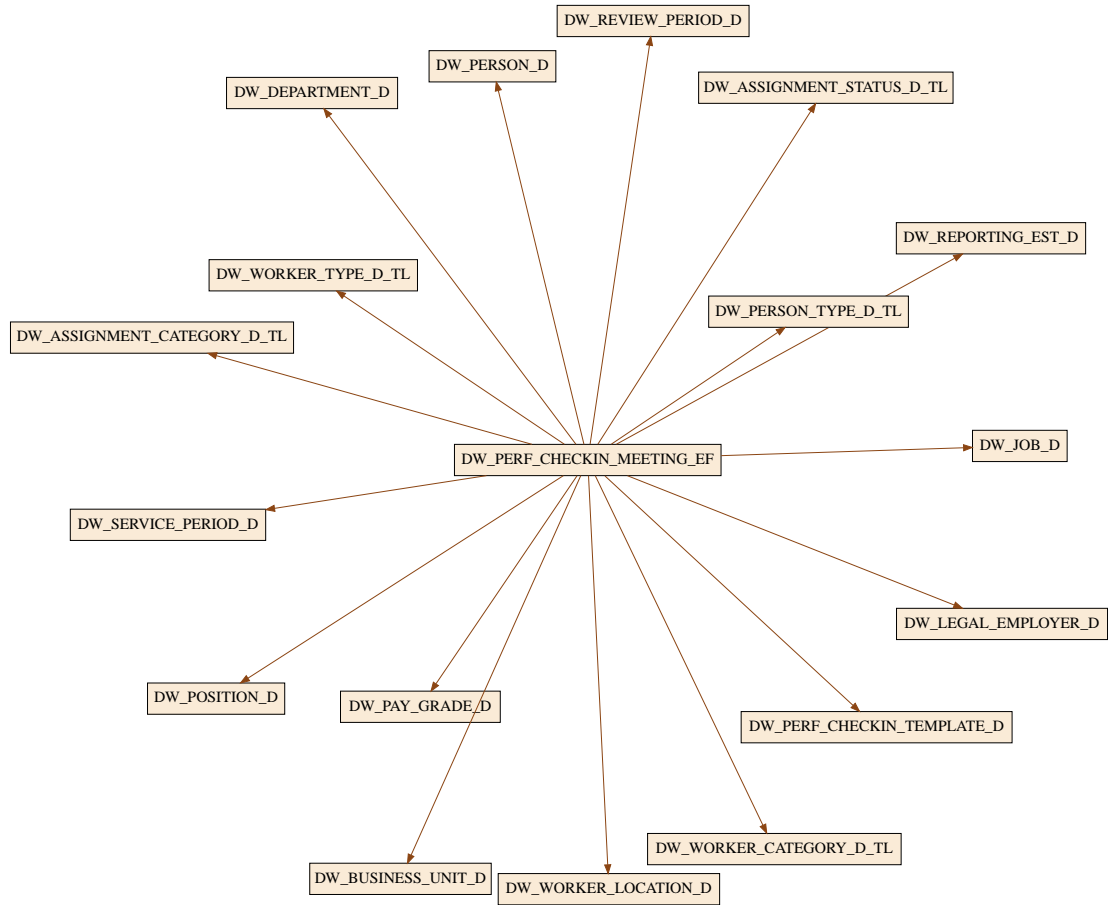 DW_REVIEW_PERIOD_D
DW_PERSON_D
DW_DEPARTMENT_D
DW_ASSIGNMENT_STATUS_D_TL
DW_REPORTING_EST_D
DW_WORKER_TYPE_D_TL
DW_PERSON_TYPE_D_TL
DW_ASSIGNMENT_CATEGORY_D_TL
DW_JOB_D
DW_PERF_CHECKIN_MEETING_EF
DW_SERVICE_PERIOD_D
DW_LEGAL_EMPLOYER_D
DW_POSITION_D
DW_PAY_GRADE_D
DW_PERF_CHECKIN_TEMPLATE_D
DW_WORKER_CATEGORY_D_TL
DW_BUSINESS_UNIT_D
DW_WORKER_LOCATION_D